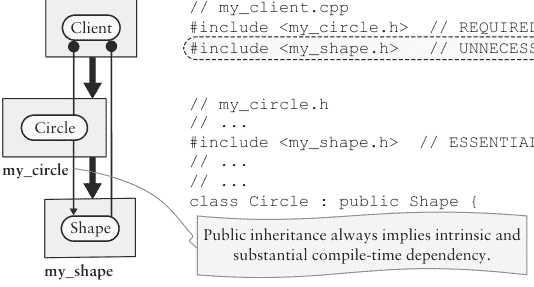 Client
Circle
my_circle
Shape
my_shape
// my_client.cpp
#include <my_circle.h> // REQUIRED
#include <my_shape.h> // UNNECESS
// my_circle.h
// ...
#include <my_shape.h> // ESSENTIAL
// ...
// ...
class Circle : public Shape {
Public inheritance always implies intrinsic and
substantial compile-time dependency.